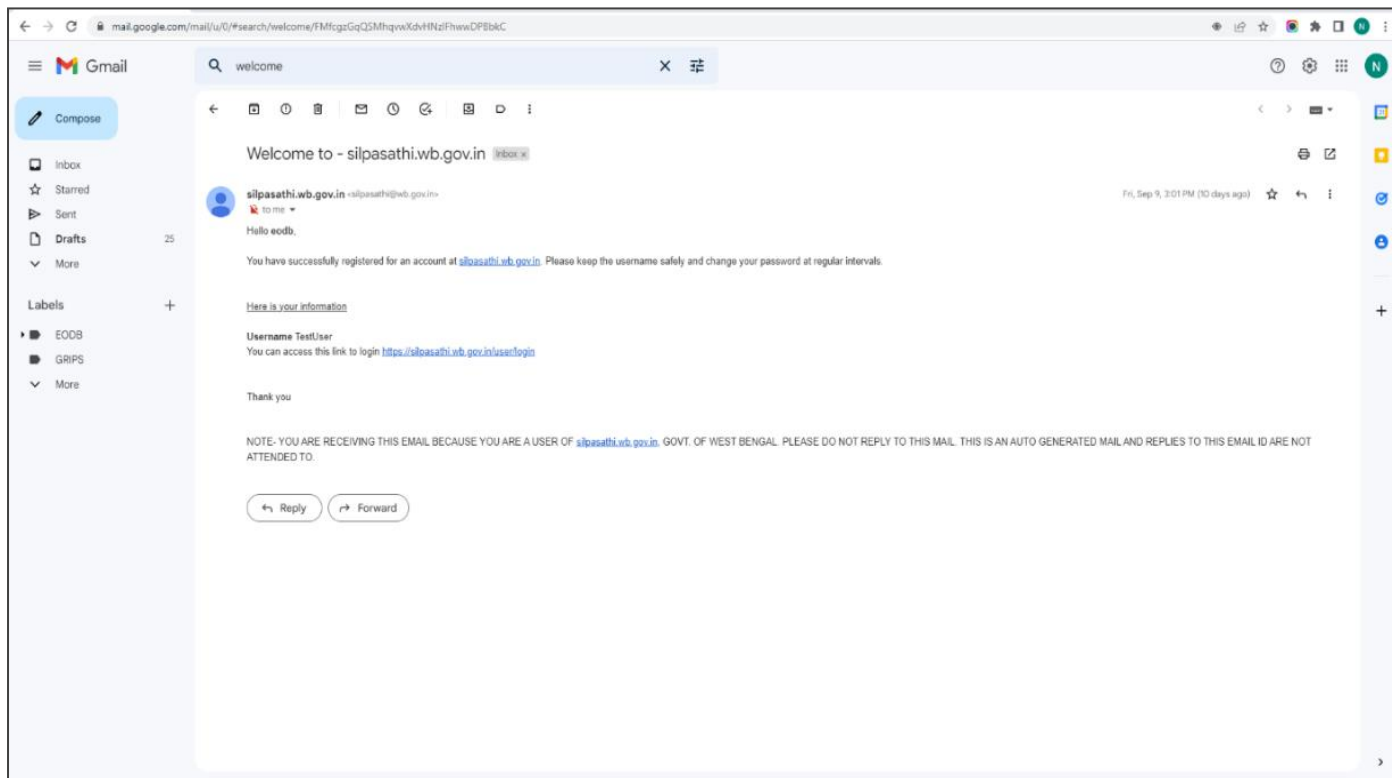 mail.google.com/mail/u/0/#search/welcome/FMfcgzGqQSMhqvwXdvHNzlFhwwDPBbkC
N
Gmail
welcome
N
Compose
Inbox
Starred
Sent
Drafts 25
More
Labels
EODB
GRIPS
More
Welcome to - silpasathi.wb.gov.in Inbox x
silpasathi.wb.gov.in <silpasathi@wb.gov.in>
Fri, Sep 9, 3:01 PM (10 days ago)
to me
Hello eodb,
You have successfully registered for an account at silpasathi.wb.gov.in. Please keep the username safely and change your password at regular intervals.
Here is your information
Username TestUser
You can access this link to login https://silpasathi.wb.gov.in/user/login
Thank you
NOTE- YOU ARE RECEIVING THIS EMAIL BECAUSE YOU ARE A USER OF silpasathi.wb.gov.in, GOVT. OF WEST BENGAL. PLEASE DO NOT REPLY TO THIS MAIL. THIS IS AN AUTO GENERATED MAIL AND REPLIES TO THIS EMAIL ID ARE NOT
ATTENDED TO.
Reply
Forward